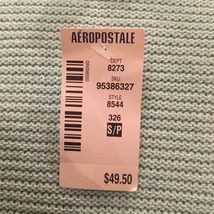 AÉROPOSTALE
DEPT
8273
SKU
95386327
STYLE
8544
326
S/P
$49.50